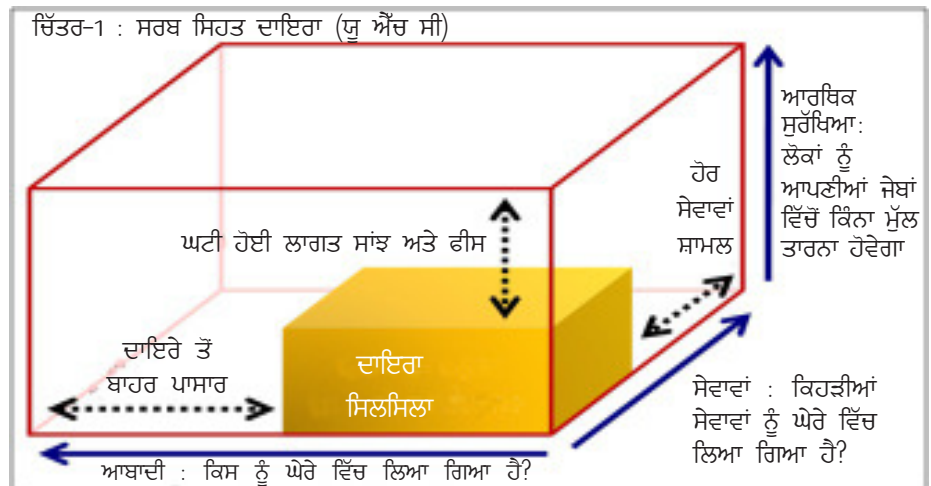 ਚਿੱਤਰ-1 : ਸਰਬ ਸਿਹਤ ਦਾਇਰਾ (ਯੂ ਐੱਚ ਸੀ)
ਆਰਥਿਕ
ਸੁਰੱਖਿਆ:
ਲੋਕਾਂ ਨੂੰ
ਆਪਣੀਆਂ ਜੇਬਾਂ
ਵਿੱਚੋਂ ਕਿੰਨਾ ਮੁੱਲ
ਤਾਰਨਾ ਹੋਵੇਗਾ
ਹੋਰ
ਸੇਵਾਵਾਂ
ਸ਼ਾਮਲ
ਘਟੀ ਹੋਈ ਲਾਗਤ ਸਾਂਝ ਅਤੇ ਫੀਸ
ਦਾਇਰੇ ਤੋਂ
ਬਾਹਰ ਪਾਸਾਰ
ਦਾਇਰਾ
ਸਿਲਸਿਲਾ
ਸੇਵਾਵਾਂ : ਕਿਹੜੀਆਂ
ਸੇਵਾਵਾਂ ਨੂੰ ਘੇਰੇ ਵਿੱਚ
ਲਿਆ ਗਿਆ ਹੈ?
ਆਬਾਦੀ : ਕਿਸ ਨੂੰ ਘੇਰੇ ਵਿੱਚ ਲਿਆ ਗਿਆ ਹੈ?